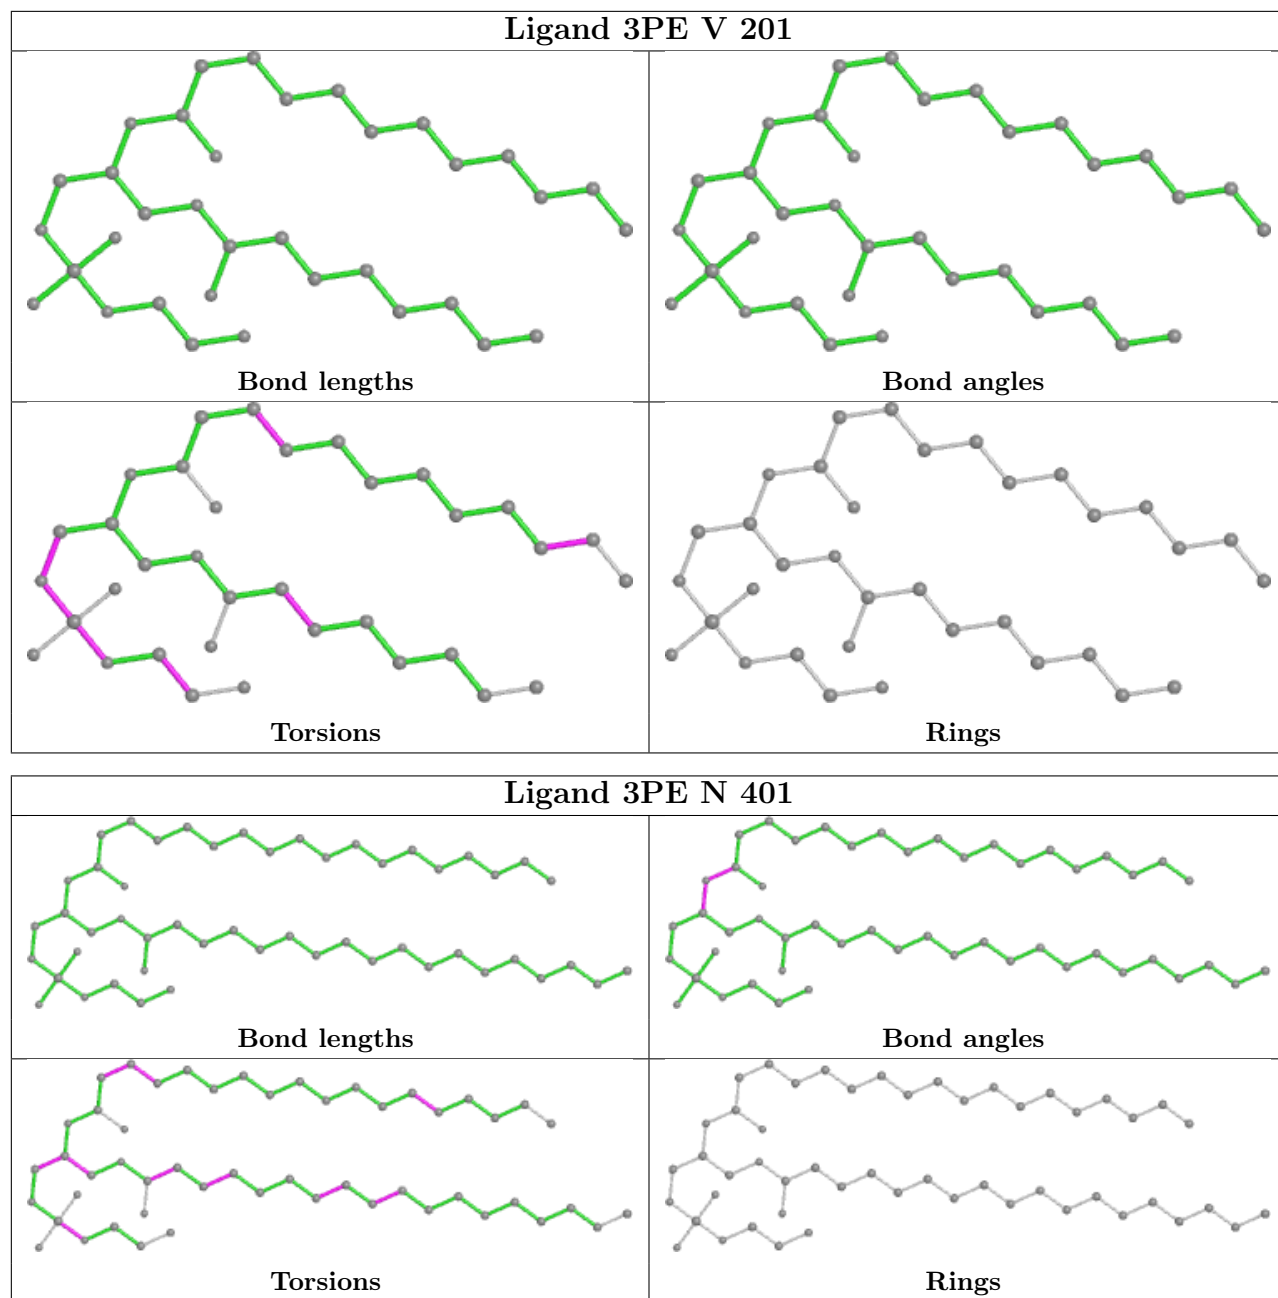 Ligand 3PE V 201
Bond lengths
Bond angles
Torsions
Rings
Ligand 3PE N 401
Bond lengths
Bond angles
Torsions
Rings